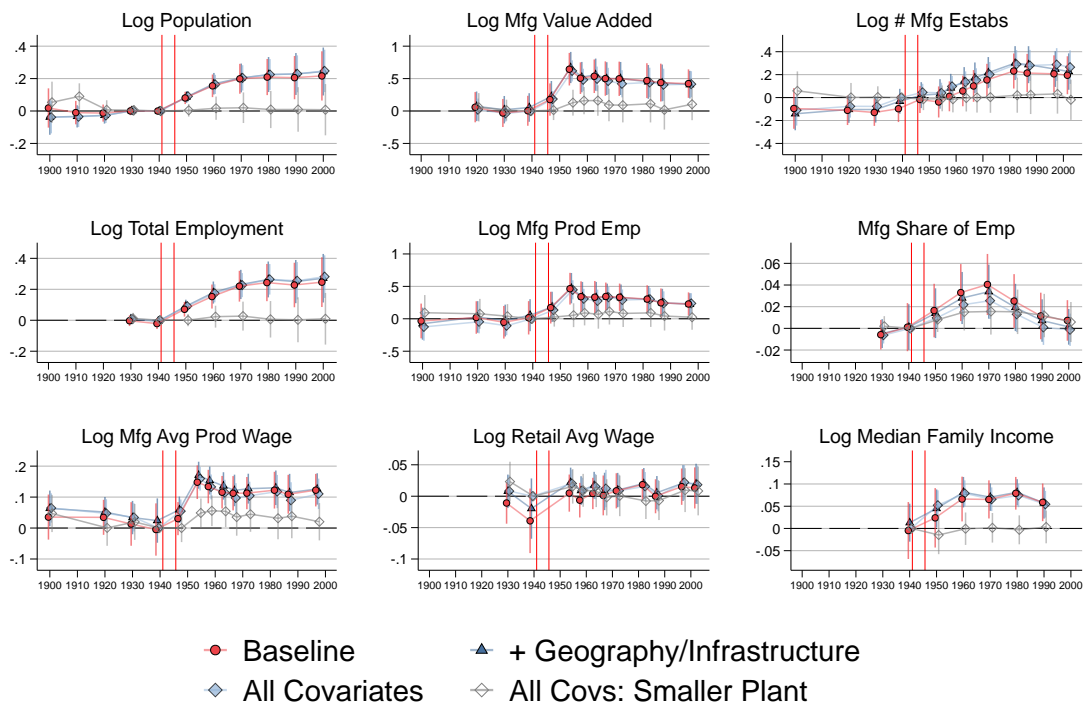 Log Population
.4
.2
0
-.2
1900 1910 1920 1930 1940 1950 1960 1970 1980 1990 2000
Log Mfg Value Added
1
.5
0
-.5
1900 1910 1920 1930 1940 1950 1960 1970 1980 1990 2000
Log # Mfg Estabs
.4
.2
0
-.2
-.4
1900 1910 1920 1930 1940 1950 1960 1970 1980 1990 2000
Log Total Employment
.4
.2
0
-.2
1900 1910 1920 1930 1940 1950 1960 1970 1980 1990 2000
Log Mfg Prod Emp
1
.5
0
-.5
1900 1910 1920 1930 1940 1950 1960 1970 1980 1990 2000
Mfg Share of Emp
.06
.04
.02
0
-.02
1900 1910 1920 1930 1940 1950 1960 1970 1980 1990 2000
Log Mfg Avg Prod Wage
.2
.1
0
-.1
1900 1910 1920 1930 1940 1950 1960 1970 1980 1990 2000
Log Retail Avg Wage
.05
0
-.05
-.1
1900 1910 1920 1930 1940 1950 1960 1970 1980 1990 2000
Log Median Family Income
.15
.1
.05
0
-.05
1900 1910 1920 1930 1940 1950 1960 1970 1980 1990 2000
Baseline
+ Geography/Infrastructure
All Covariates
All Covs: Smaller Plant